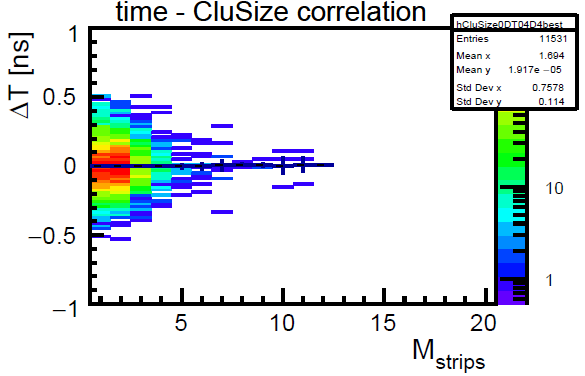 time - CluSize correlation
hCluSize0DT04D4best
Entries 11531
Mean x 1.694
Mean y 1.917e −05
Std Dev x 0.7578
Std Dev y 0.114
ΔT [ns]
1
0.5
0
−0.5
−1
5 10 15 20
M_strips
10
1